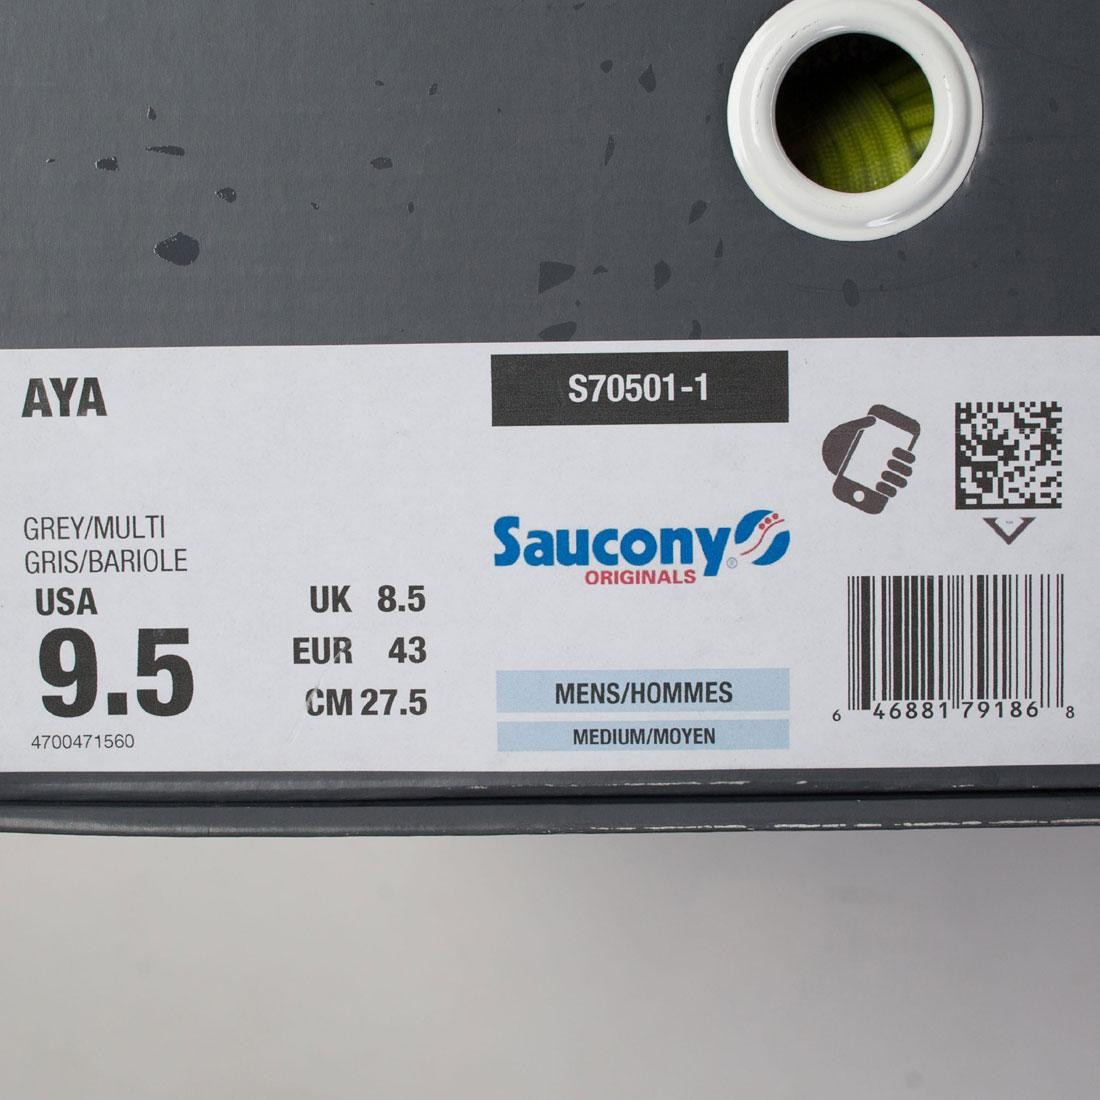 AYA
S70501-1
GREY/MULTI
GRIS/BARIOLE
USA
9.5
4700471560
UK 8.5
EUR 43
CM 27.5
Saucony®
ORIGINALS
MENS/HOMMES
MEDIUM/MOYEN
6 46881 79186 8